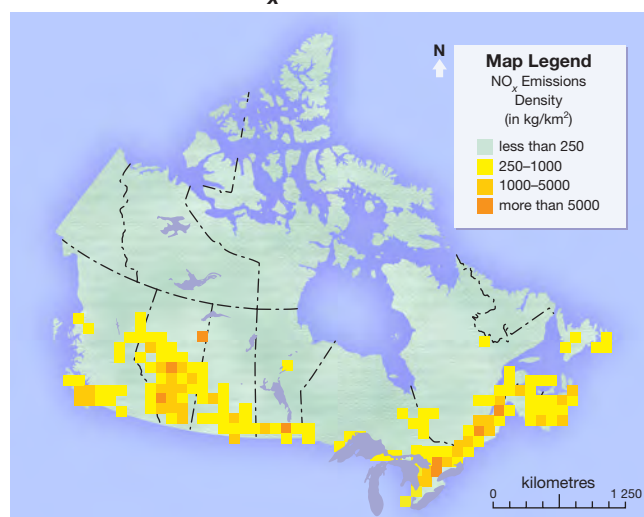 x
N
Map Legend
NOx Emissions
Density
(in kg/km²)
less than 250
250–1000
1000–5000
more than 5000
kilometres
0 1 250